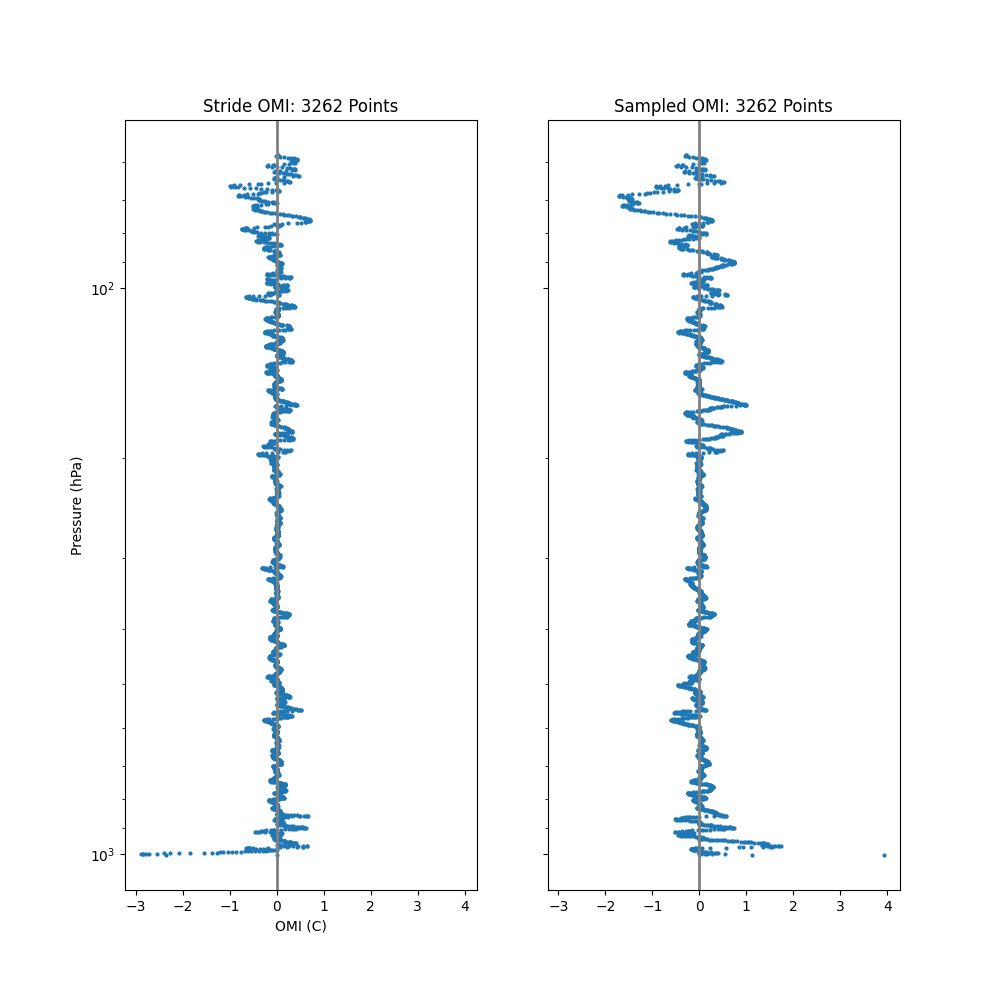 Stride OMI: 3262 Points
Sampled OMI: 3262 Points
Pressure (hPa)
10²
10³
−3 −2 −1 0 1 2 3 4
−3 −2 −1 0 1 2 3 4
OMI (C)